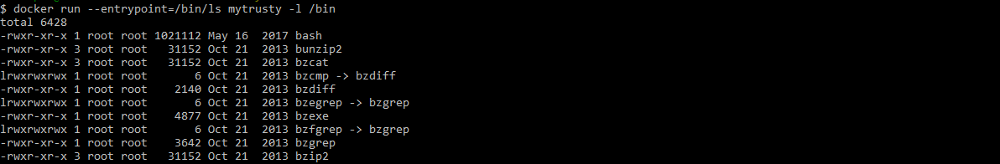 $ docker run --entrypoint=/bin/ls mytrusty -l /bin
total 6428
-rwxr-xr-x 1 root root 1021112 May 16  2017 bash
-rwxr-xr-x 3 root root   31152 Oct 21  2013 bunzip2
-rwxr-xr-x 3 root root   31152 Oct 21  2013 bzcat
lrwxrwxrwx 1 root root       6 Oct 21  2013 bzcmp -> bzdiff
-rwxr-xr-x 1 root root    2140 Oct 21  2013 bzdiff
lrwxrwxrwx 1 root root       6 Oct 21  2013 bzegrep -> bzgrep
-rwxr-xr-x 1 root root    4877 Oct 21  2013 bzexe
lrwxrwxrwx 1 root root       6 Oct 21  2013 bzfgrep -> bzgrep
-rwxr-xr-x 1 root root    3642 Oct 21  2013 bzgrep
-rwxr-xr-x 3 root root   31152 Oct 21  2013 bzip2